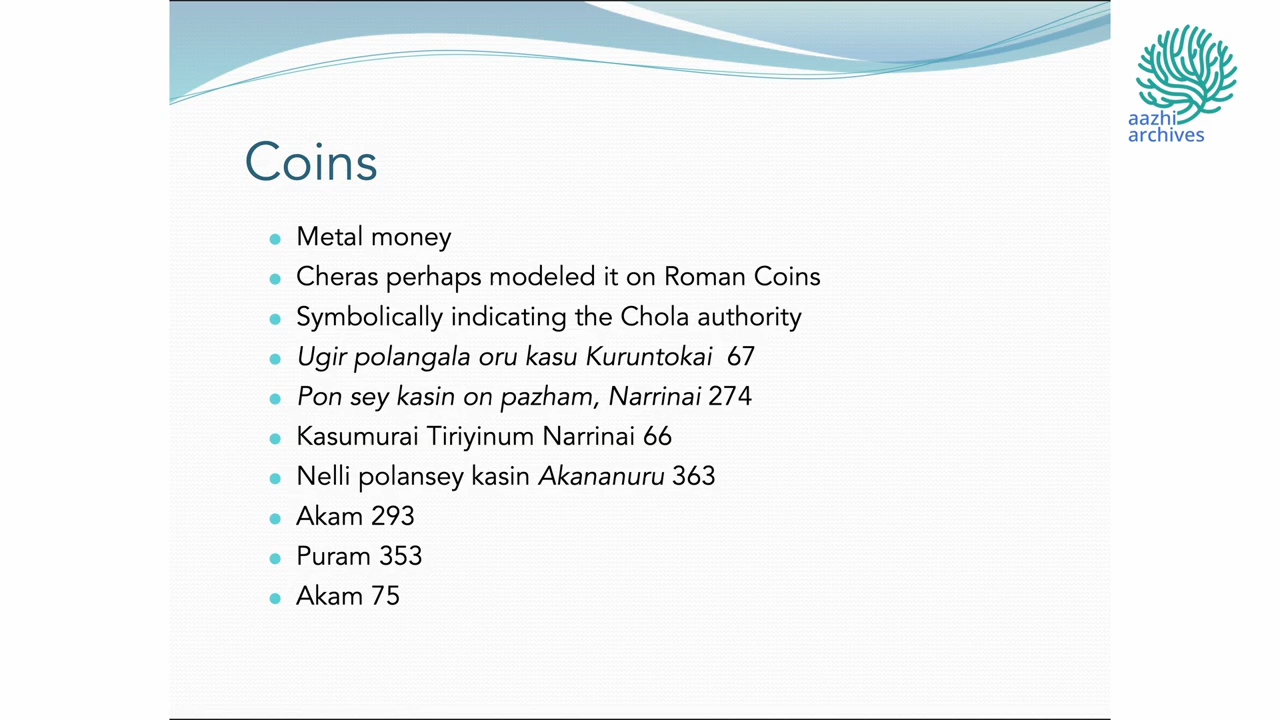 aazhi
archives
Coins
Metal money
Cheras perhaps modeled it on Roman Coins
Symbolically indicating the Chola authority
Ugir polangala oru kasu Kuruntokai 67
Pon sey kasin on pazham, Narrinai 274
Kasumurai Tiriyinum Narrinai 66
Nelli polansey kasin Akananuru 363
Akam 293
Puram 353
Akam 75